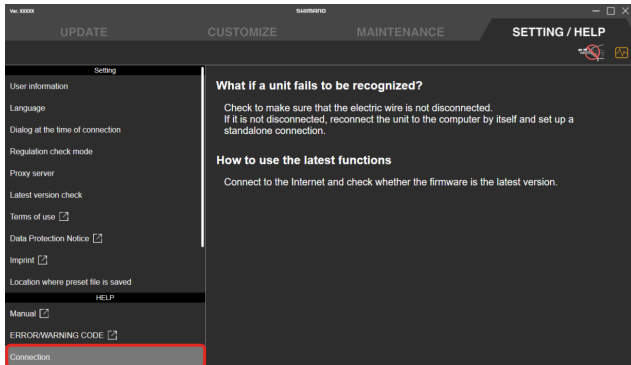 Ver. XXXXX
SHIMANO
UPDATE
CUSTOMIZE
MAINTENANCE
SETTING / HELP
Setting
User information
Language
Dialog at the time of connection
Regulation check mode
Proxy server
Latest version check
Terms of use
Data Protection Notice
Imprint
Location where preset file is saved
HELP
Manual
ERROR/WARNING CODE
Connection
What if a unit fails to be recognized?
Check to make sure that the electric wire is not disconnected.
If it is not disconnected, reconnect the unit to the computer by itself and set up a
standalone connection.
How to use the latest functions
Connect to the Internet and check whether the firmware is the latest version.